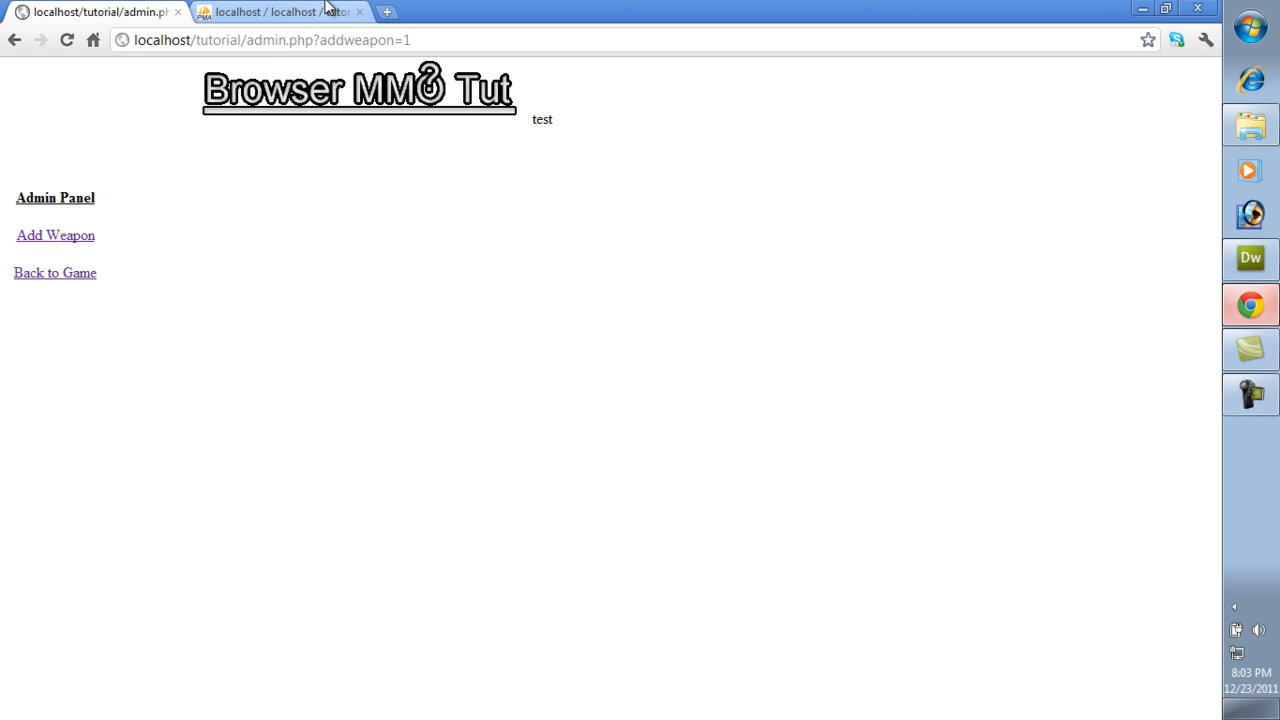 localhost/tutorial/admin.ph
localhost / localhost / tutor
localhost/tutorial/admin.php?addweapon=1
Browser MMO Tut
test
Admin Panel
Add Weapon
Back to Game
Dw
8:03 PM
12/23/2011